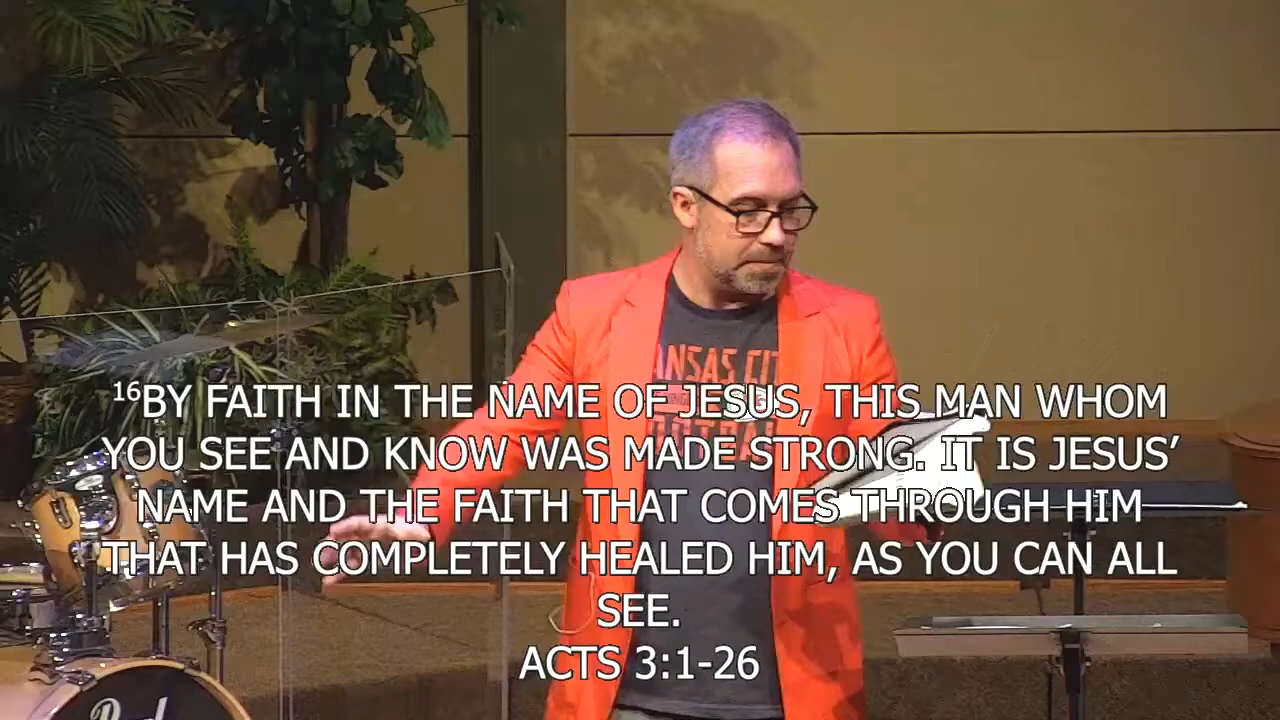 ANSAS CIT
¹⁶BY FAITH IN THE NAME OF JESUS, THIS MAN WHOM
YOU SEE AND KNOW WAS MADE STRONG. IT IS JESUS’
NAME AND THE FAITH THAT COMES THROUGH HIM
THAT HAS COMPLETELY HEALED HIM, AS YOU CAN ALL
SEE.
ACTS 3:1-26